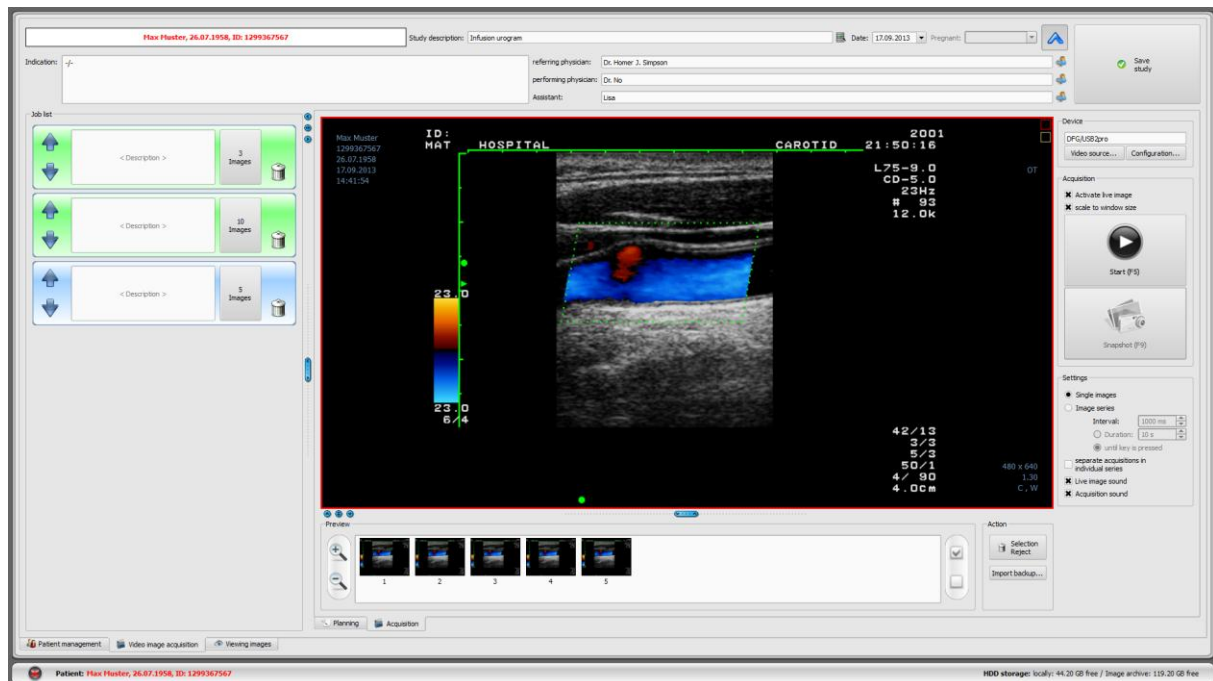 Max Muster, 26.07.1958, ID: 1299367567
Study description: Infusion urogram
Date: 17.09.2013
Pregnant:
Save study
Indication: -/-
referring physician: Dr. Homer J. Simpson
performing physician: Dr. No
Assistant: Lisa
Job list
< Description >
3
Images
< Description >
10
Images
< Description >
5
Images
Max Muster
1299367567
26.07.1958
17.09.2013
14:41:54
ID: 2001
MAT HOSPITAL CAROTID 21:50:16
L75-9.0
CD-5.0
23Hz
# 93
12.0k
OT
23.0
23.0
6/4
42/13
3/3
5/3
50/1
4/ 90
4.0cm
480 x 640
1.30
C , W
Device
DFG/USB2pro
Video source... Configuration...
Acquisition
Activate live image
scale to window size
Start (F5)
Snapshot (F9)
Settings
Single images
Image series
Interval: 1000 ms
Duration: 10 s
until key is pressed
separate acquisitions in
individual series
Live image sound
Acquisition sound
Preview
1 2 3 4 5
Action
Selection
Reject
Import backup...
Planning Acquisition
Patient management Video image acquisition Viewing images
Patient: Max Muster, 26.07.1958, ID: 1299367567
HDD storage: locally: 44.20 GB free / Image archive: 119.20 GB free